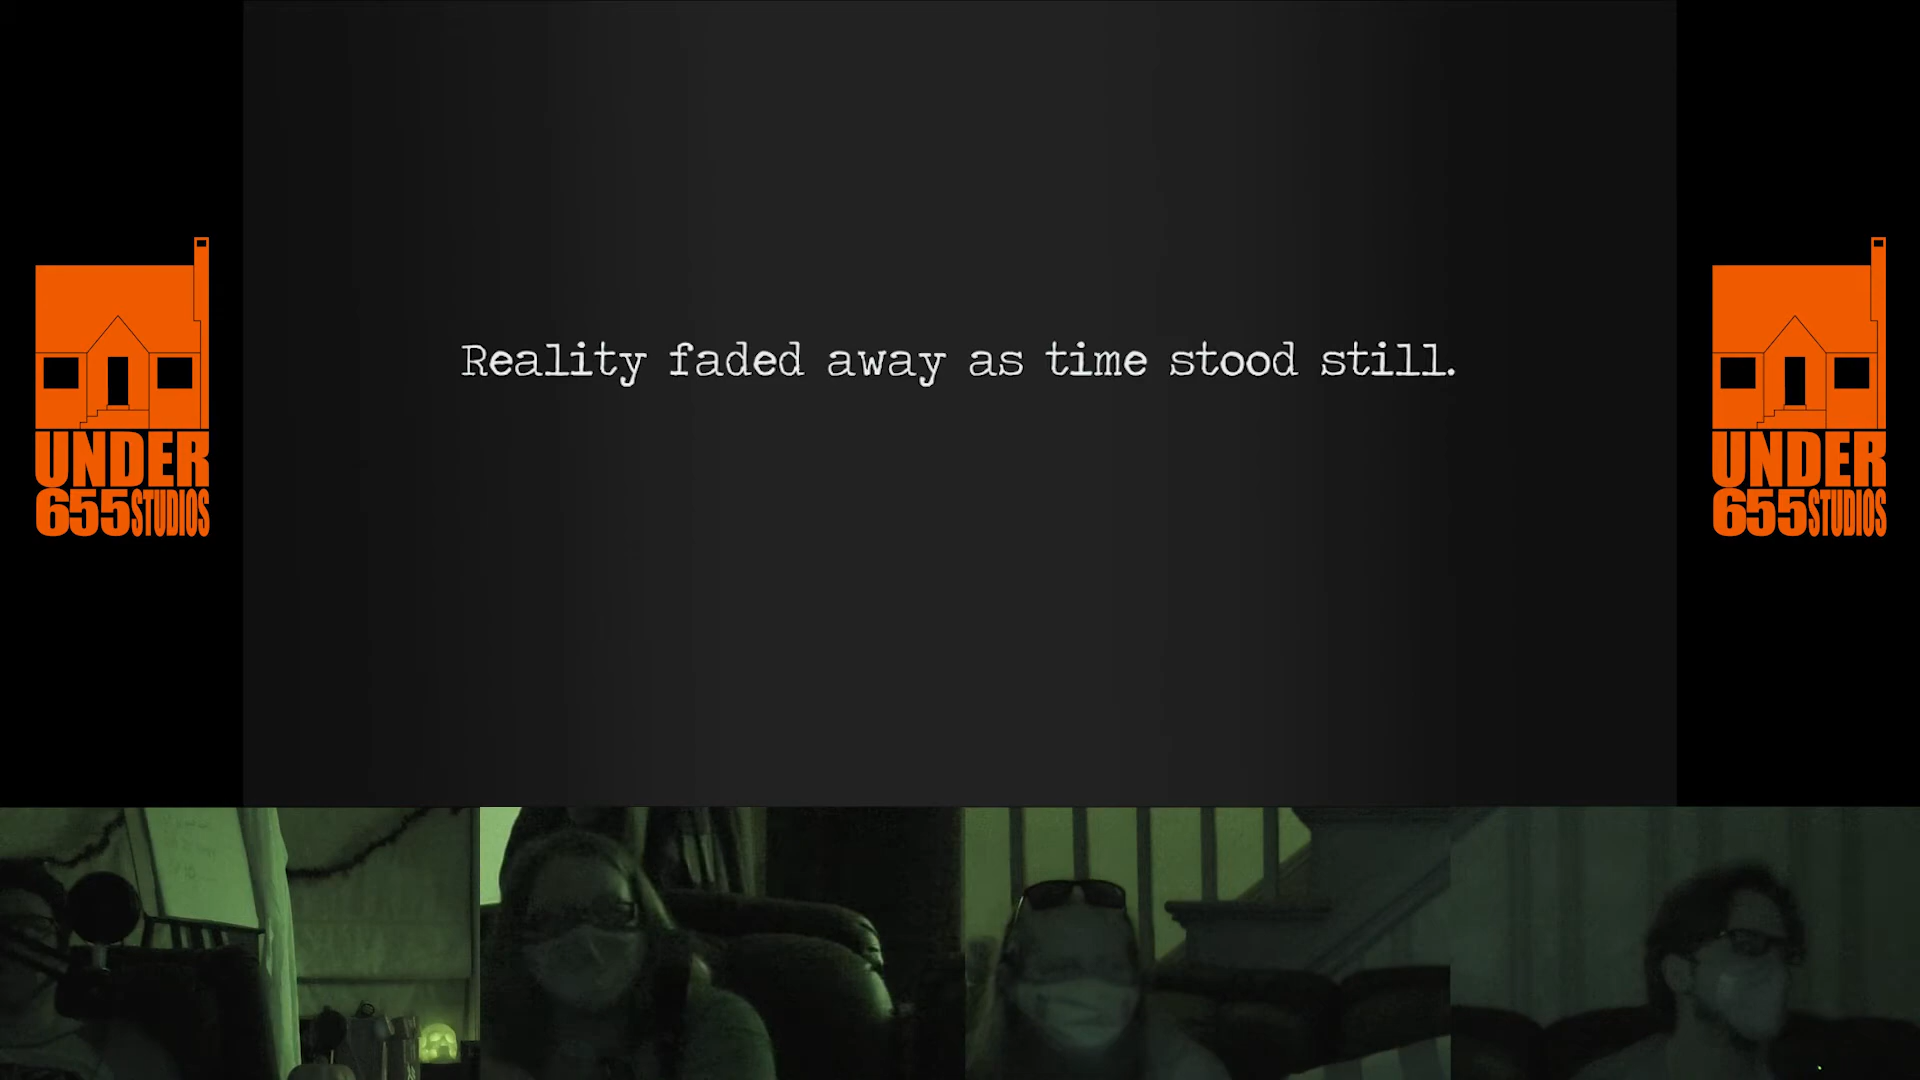 Reality faded away as time stood still.
UNDER
655STUDIOS
UNDER
655STUDIOS